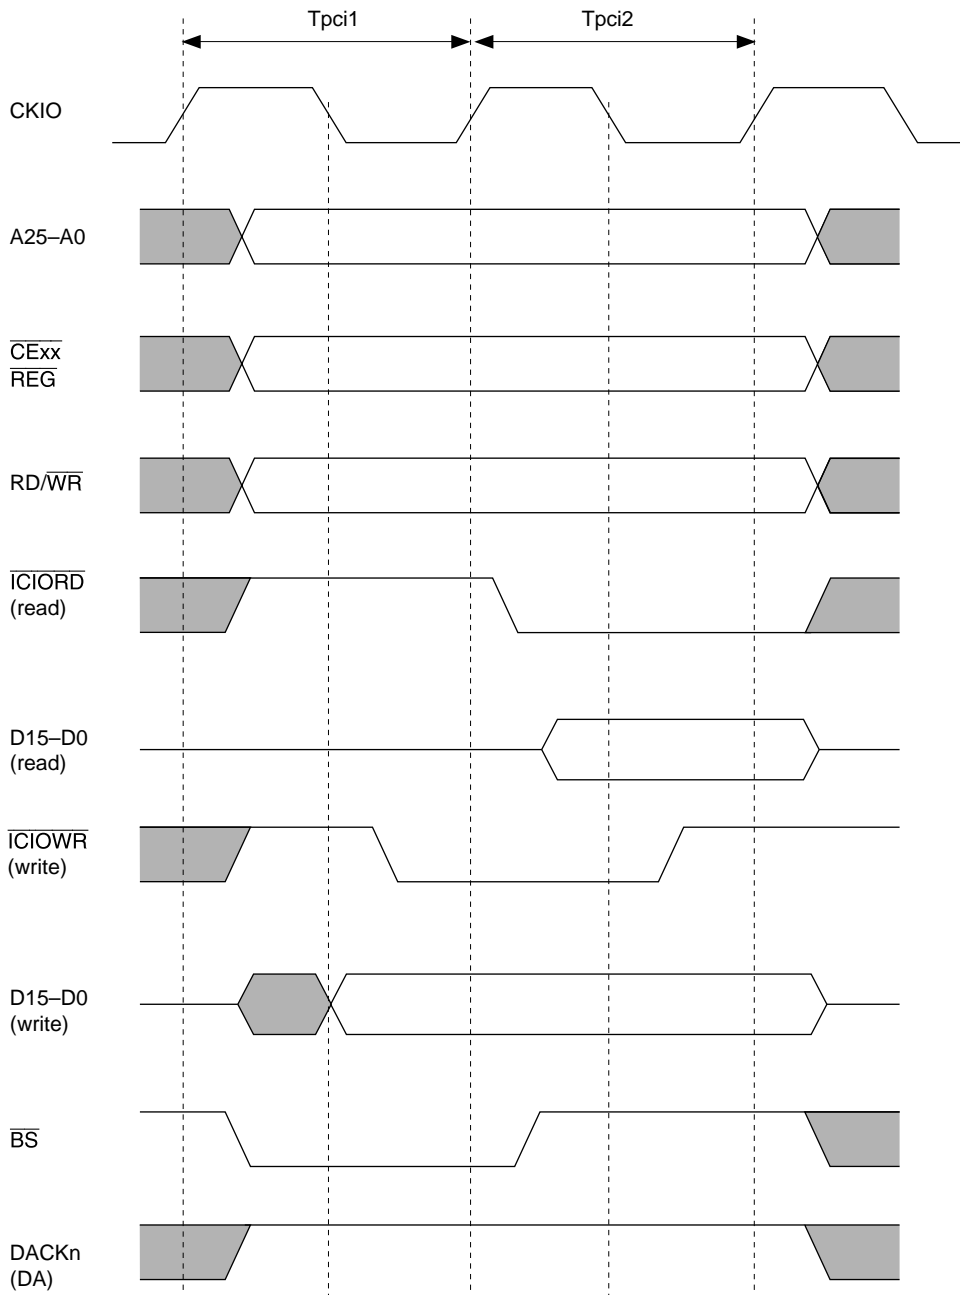 Tpci1
Tpci2
CKIO
A25–A0
CExx
REG
RD/WR
ICIORD
(read)
D15–D0
(read)
ICIOWR
(write)
D15–D0
(write)
BS
DACKn
(DA)